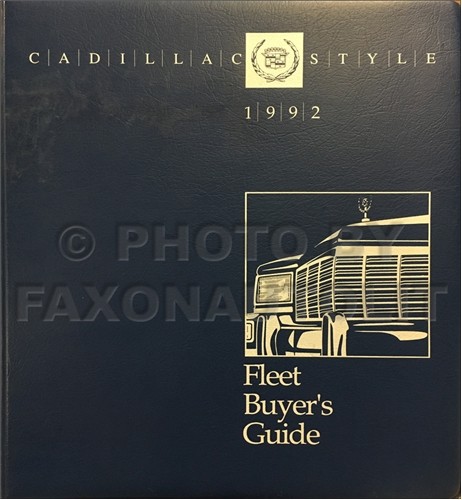 C|A|D|I|L|L|A|C S|T|Y|L|E
1|9|9|2
© PHOTO BY
FAXONAUTOLIT
Fleet
Buyer's
Guide